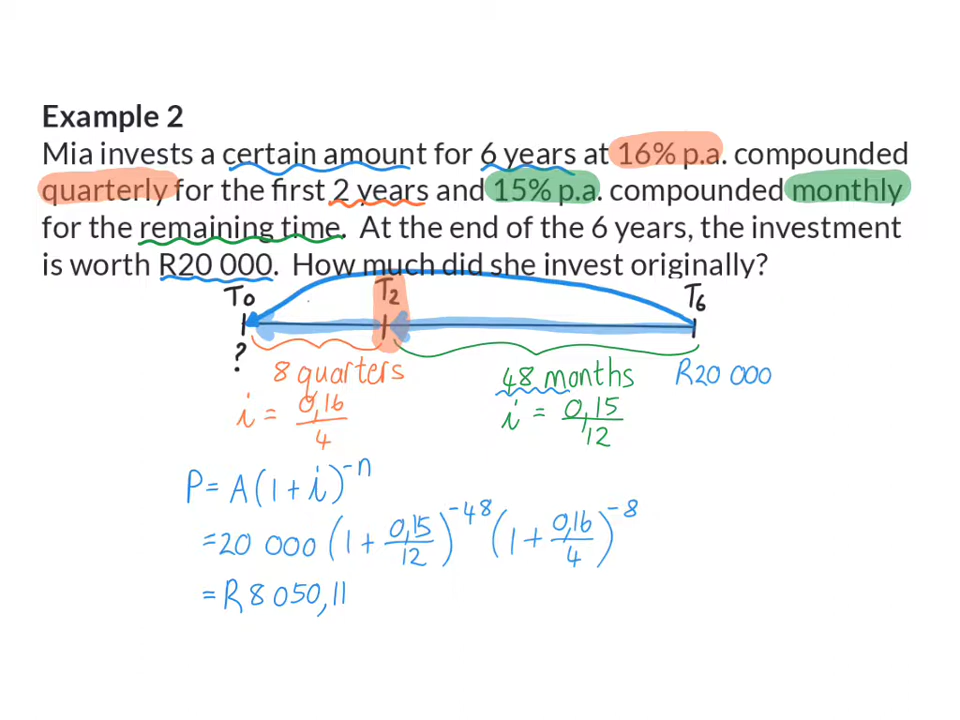 Example 2
Mia invests a certain amount for 6 years at 16% p.a. compounded
quarterly for the first 2 years and 15% p.a. compounded monthly
for the remaining time. At the end of the 6 years, the investment
is worth R20 000. How much did she invest originally?
T0 T2 T6
?
8 quarters 48 months R20 000
i = 0,16/4 i = 0,15/12
P = A(1 + i)^-n
= 20 000 (1 + 0,15/12)^-48 (1 + 0,16/4)^-8
= R8 050,11